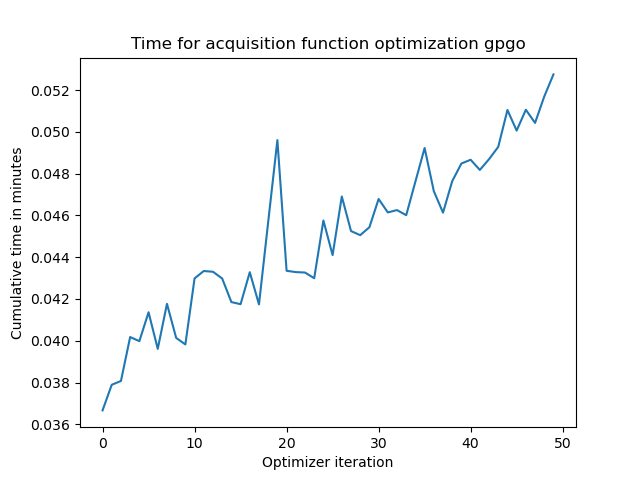 Time for acquisition function optimization gpgo
0.052
0.050
0.048
0.046
0.044
0.042
0.040
0.038
0.036
Cumulative time in minutes
0 10 20 30 40 50
Optimizer iteration